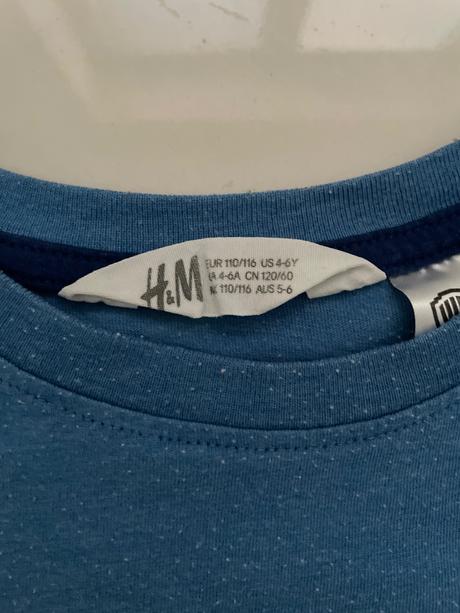 H&M
EUR 110/116 US 4-6Y
4-6A CN 120/60
110/116 AUS 5-6